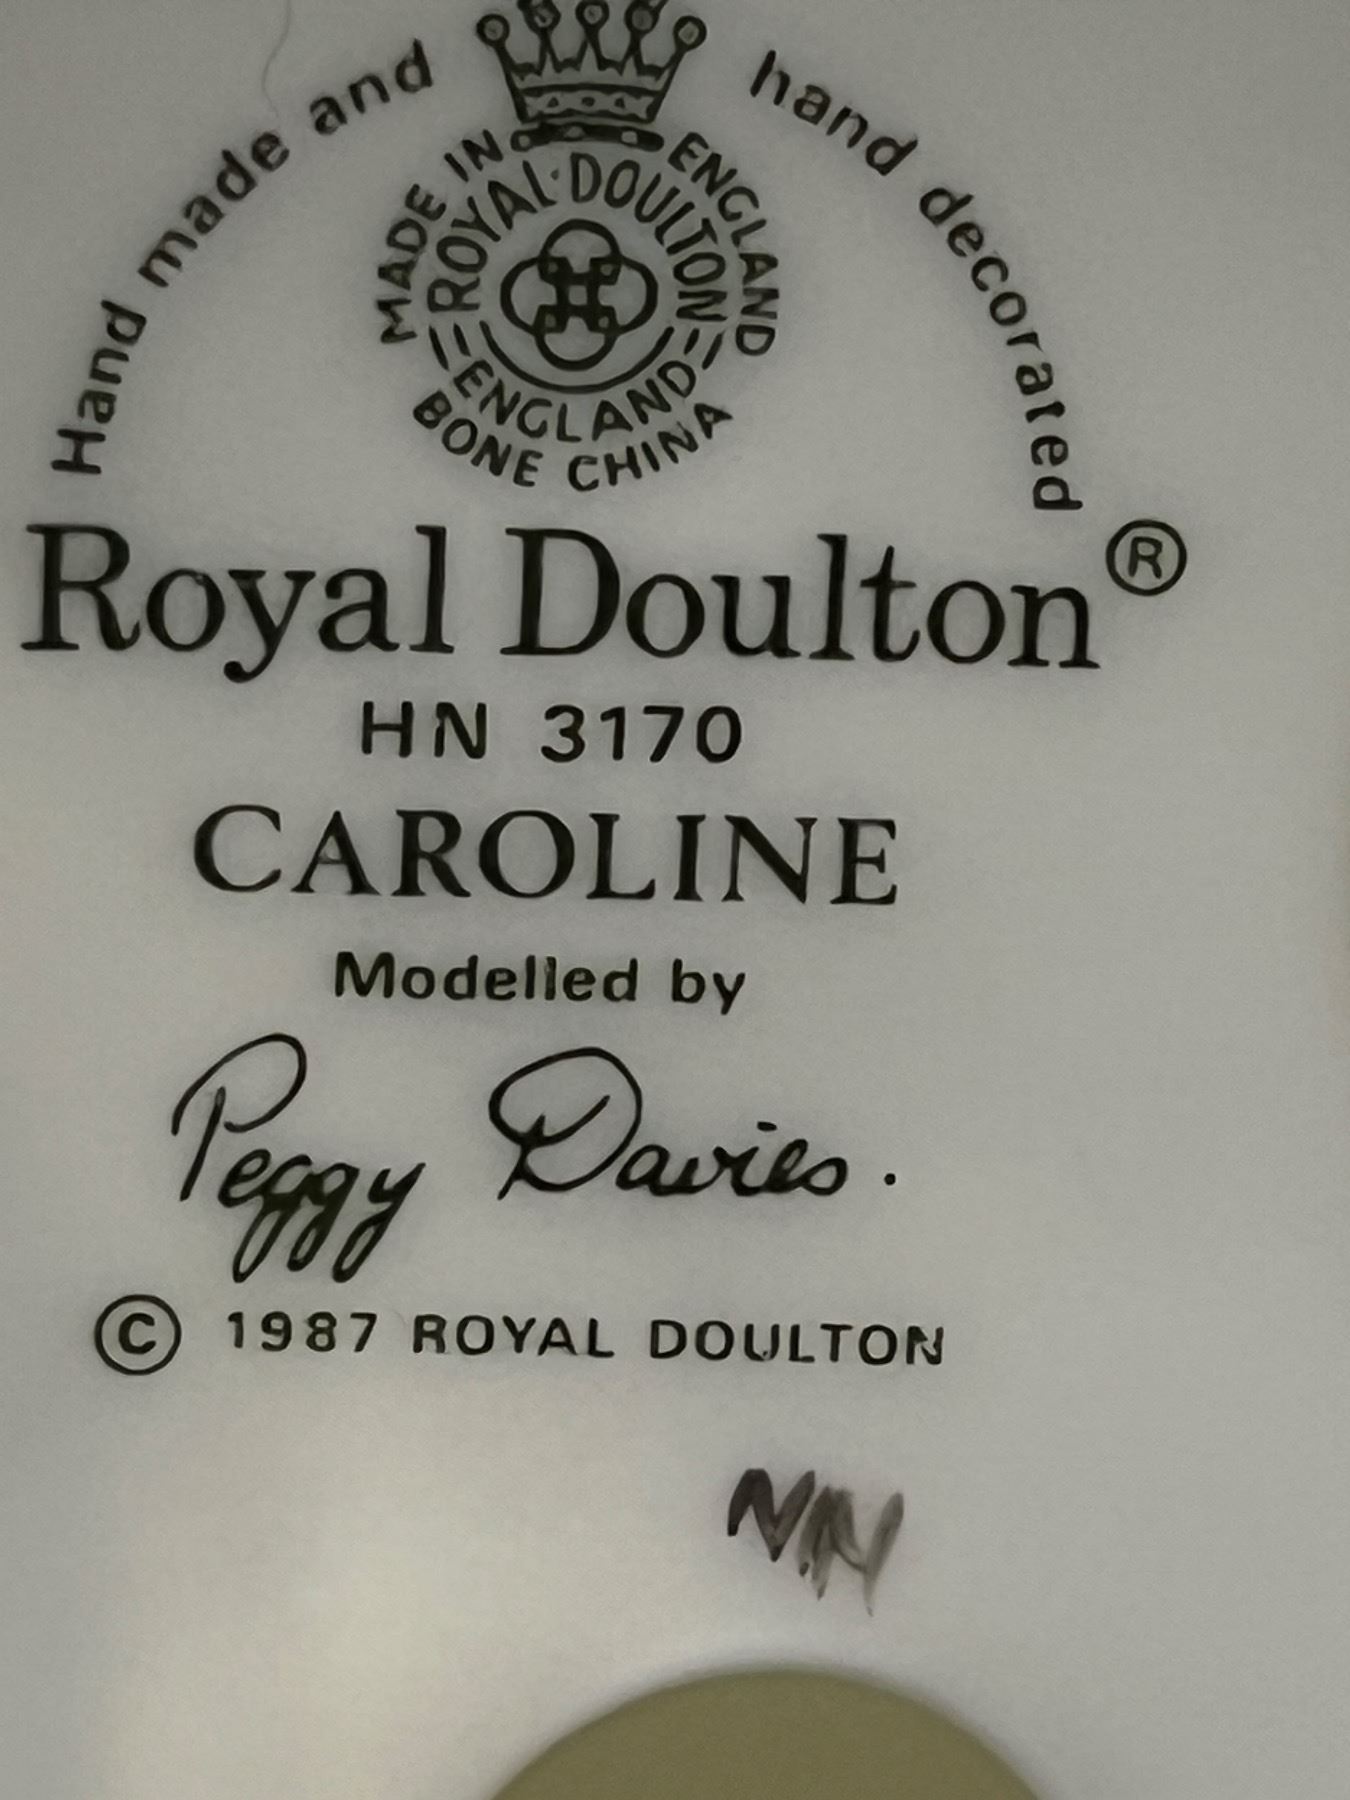 Hand made and hand decorated
MADE IN ENGLAND
ROYAL·DOULTON
ENGLAND
BONE CHINA
Royal Doulton®
HN 3170
CAROLINE
Modelled by
Peggy Davies.
© 1987 ROYAL DOULTON